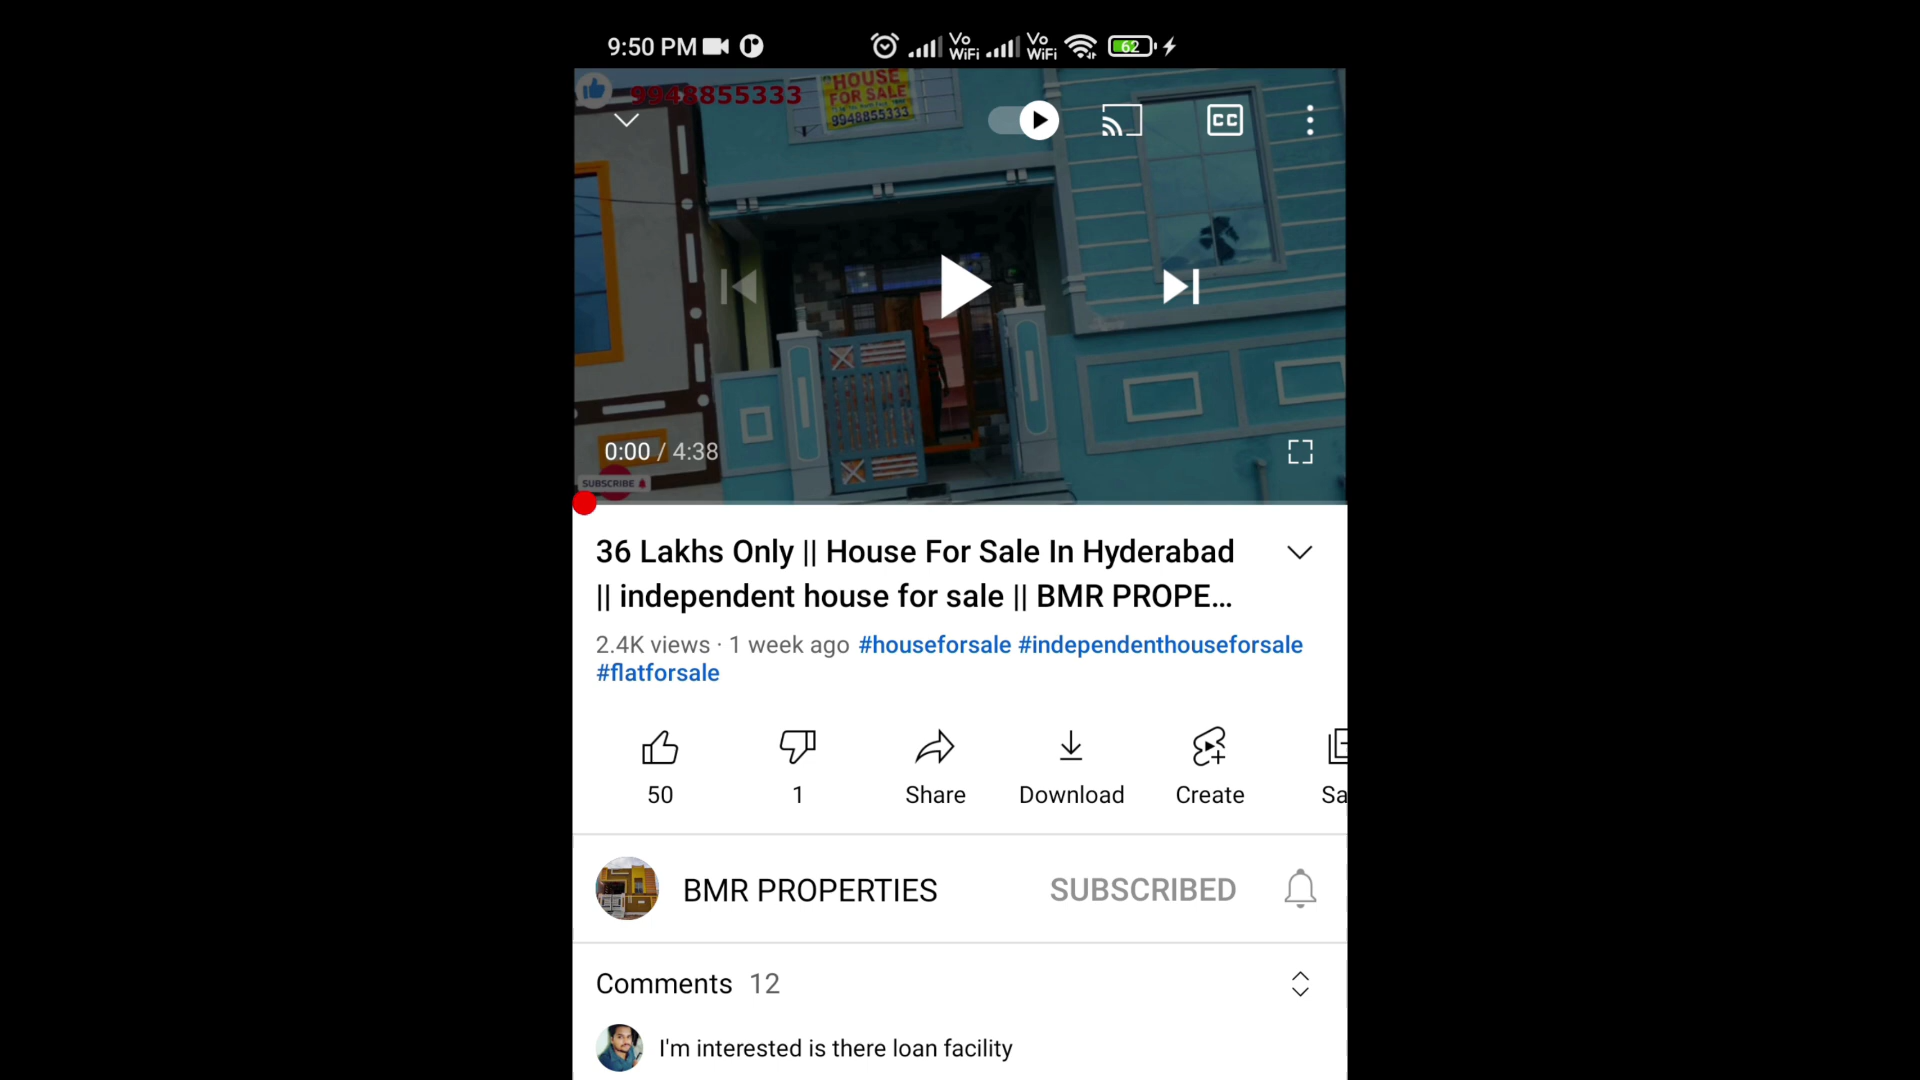 9:50 PM
Vo WiFi
Vo WiFi
62
9948855333
HOUSE
FOR SALE
9948855333
CC
0:00 / 4:38
SUBSCRIBE
36 Lakhs Only || House For Sale In Hyderabad
|| independent house for sale || BMR PROPE...
2.4K views · 1 week ago #houseforsale #independenthouseforsale
#flatforsale
50
1
Share
Download
Create
Sa
BMR PROPERTIES
SUBSCRIBED
Comments 12
I'm interested is there loan facility